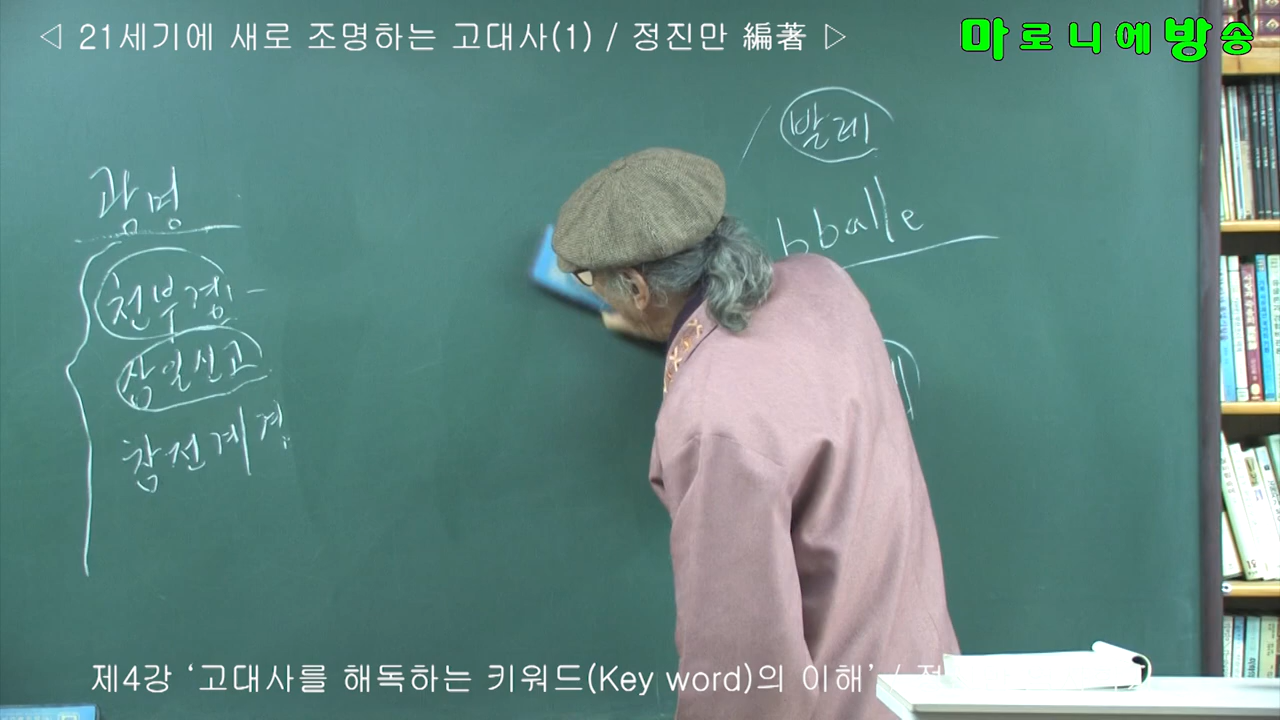 < 21세기에 새로 조명하는 고대사(1) / 정진만 編著 ▷
마로니에방송
광명
천부경
삼일신고
참전계경
발레
bballe
제4강 ‘고대사를 해독하는 키워드(Key word)의 이해’ /